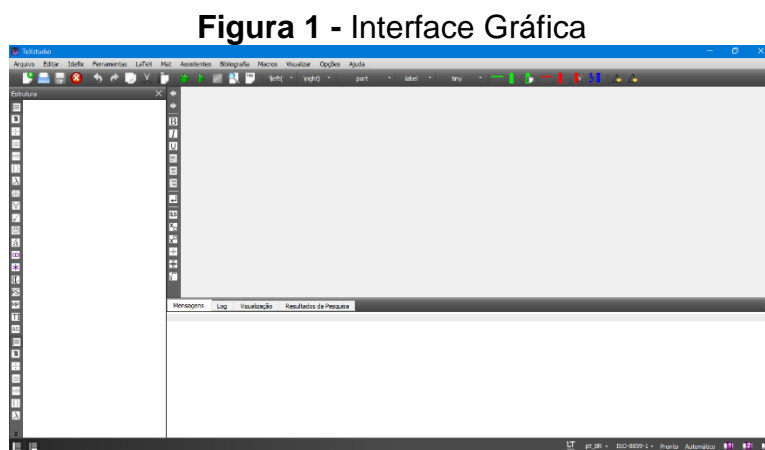 Figura 1 - Interface Gráfica
TeXstudio
Arquivo Editar Idefix Ferramentas LaTeX Mat Assistentes Bibliografia Macros Visualizar Opções Ajuda
\left( \right) part label tiny
Estrutura
Mensagens Log Visualização Resultados da Pesquisa
LT pt_BR ISO-8859-1 Pronto Automático